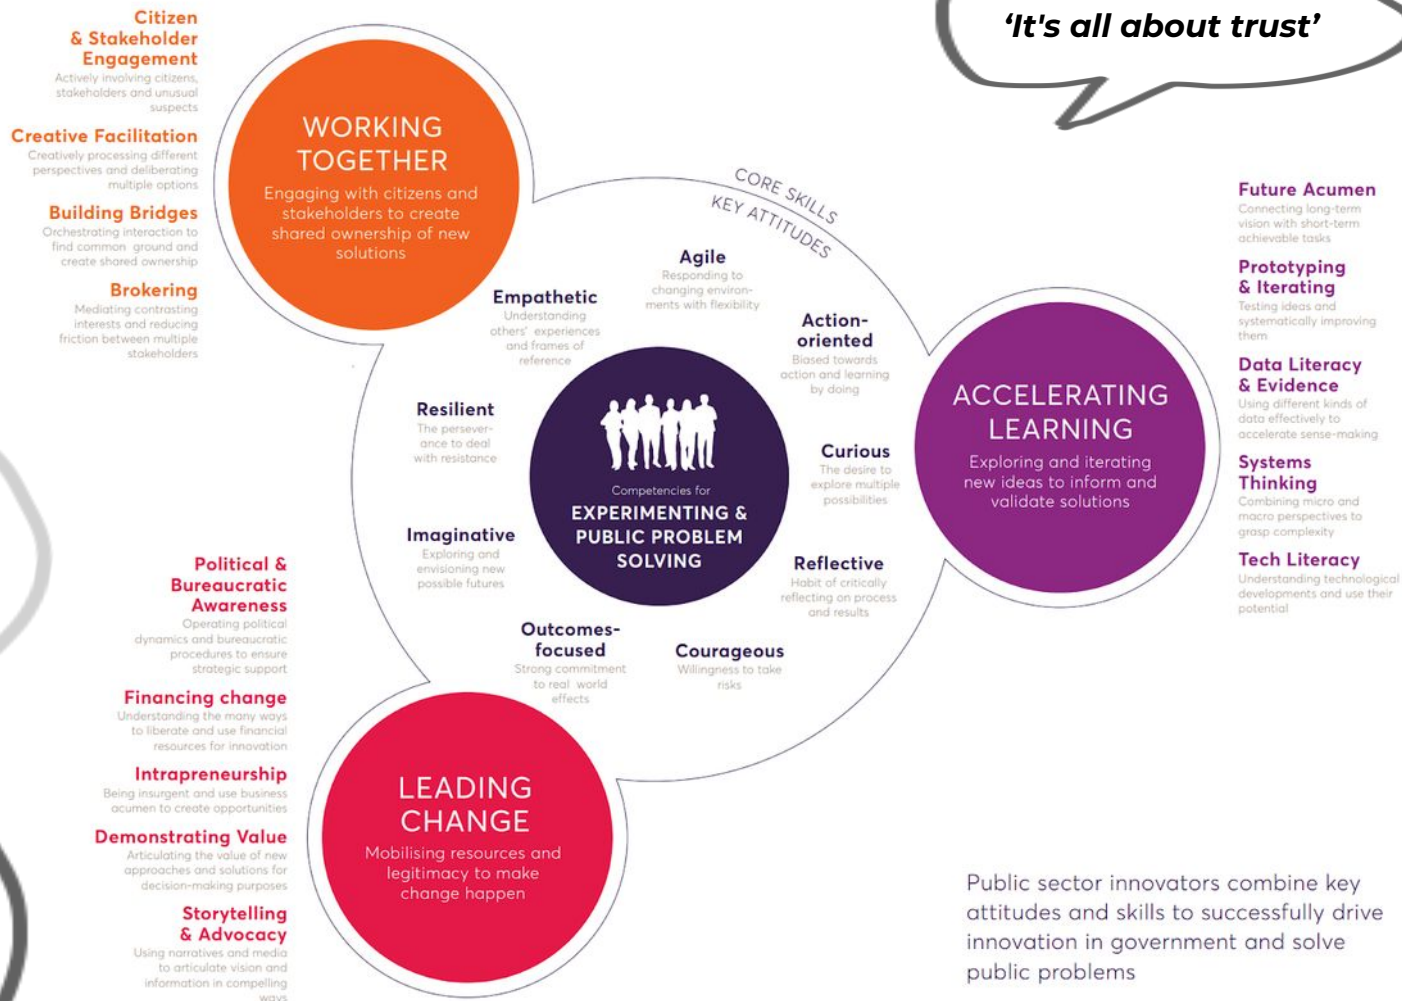 ‘It's all about trust’
Citizen
& Stakeholder
Engagement
Actively involving citizens,
stakeholders and unusual
suspects
Creative Facilitation
Creatively processing different
perspectives and deliberating
multiple options
Building Bridges
Orchestrating interaction to
find common ground and
create shared ownership
Brokering
Mediating contrasting
interests and reducing
friction between multiple
stakeholders
WORKING
TOGETHER
Engaging with citizens and
stakeholders to create
shared ownership of new
solutions
CORE SKILLS
KEY ATTITUDES
Agile
Responding to
changing environ-
ments with flexibility
Empathetic
Understanding
others' experiences
and frames of
reference
Action-
oriented
Biased towards
action and learning
by doing
Resilient
The persever-
ance to deal
with resistance
Curious
The desire to
explore multiple
possibilities
Imaginative
Exploring and
envisioning new
possible futures
Reflective
Habit of critically
reflecting on process
and results
Outcomes-
focused
Strong commitment
to real world
effects
Courageous
Willingness to take
risks
Competencies for
EXPERIMENTING &
PUBLIC PROBLEM
SOLVING
ACCELERATING
LEARNING
Exploring and iterating
new ideas to inform and
validate solutions
Future Acumen
Connecting long-term
vision with short-term
achievable tasks
Prototyping
& Iterating
Testing ideas and
systematically improving
them
Data Literacy
& Evidence
Using different kinds of
data effectively to
accelerate sense-making
Systems
Thinking
Combining micro and
macro perspectives to
grasp complexity
Tech Literacy
Understanding technological
developments and use their
potential
Political &
Bureaucratic
Awareness
Operating political
dynamics and bureaucratic
procedures to ensure
strategic support
Financing change
Understanding the many ways
to liberate and use financial
resources for innovation
Intrapreneurship
Being insurgent and use business
acumen to create opportunities
Demonstrating Value
Articulating the value of new
approaches and solutions for
decision-making purposes
Storytelling
& Advocacy
Using narratives and media
to articulate vision and
information in compelling
ways
LEADING
CHANGE
Mobilising resources and
legitimacy to make
change happen
Public sector innovators combine key
attitudes and skills to successfully drive
innovation in government and solve
public problems